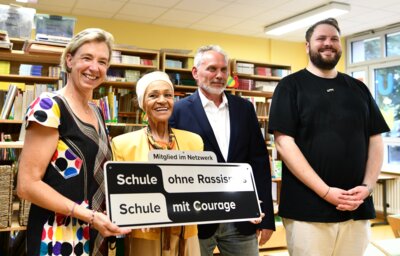 Mitglied im Netzwerk
Schule ohne Rassismus
Schule mit Courage